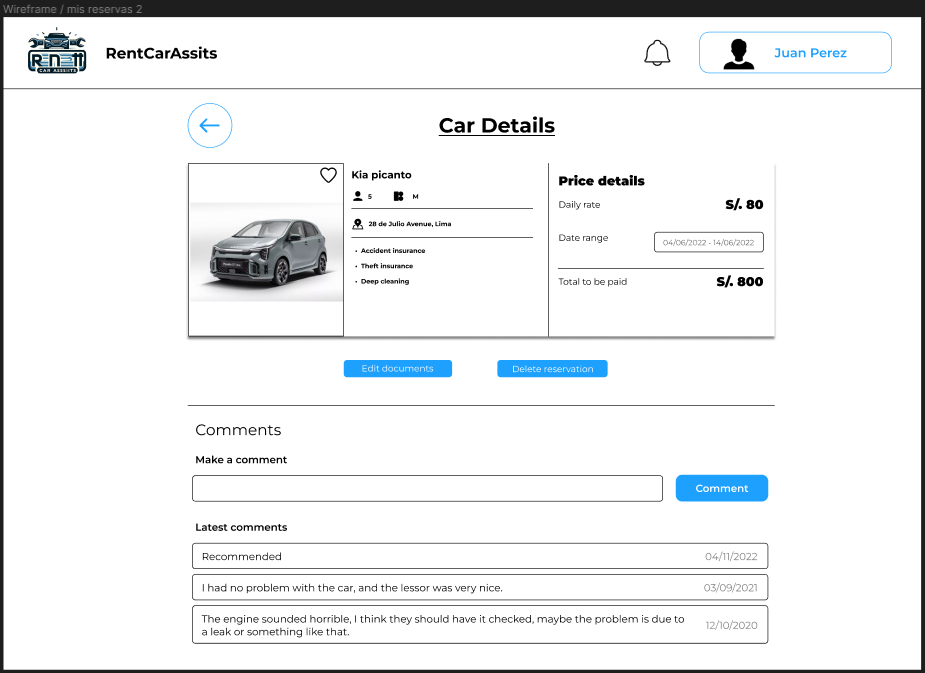 Wireframe / mis reservas 2
CAR ASSIITS
RentCarAssits
Juan Perez
Car Details
Kia picanto
5 M
28 de Julio Avenue, Lima
• Accident insurance
• Theft insurance
• Deep cleaning
Price details
Daily rate S/. 80
Date range 04/06/2022 - 14/06/2022
Total to be paid S/. 800
Edit documents Delete reservation
Comments
Make a comment
Comment
Latest comments
Recommended 04/11/2022
I had no problem with the car, and the lessor was very nice. 03/09/2021
The engine sounded horrible, I think they should have it checked, maybe the problem is due to
a leak or something like that. 12/10/2020